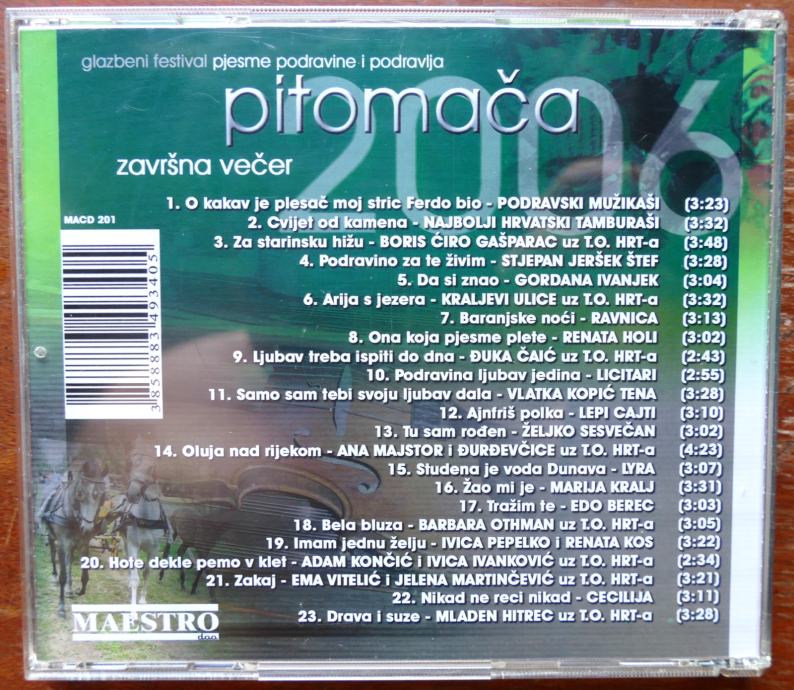 glazbeni festival pjesme podravine i podravlja
pitomača
2006
završna večer
1. O kakav je plesač moj stric Ferdo bio - PODRAVSKI MUŽIKAŠI (3:23)
MACD 201
2. Cvijet od kamena - NAJBOLJI HRVATSKI TAMBURAŠI (3:32)
3. Za starinsku hižu - BORIS ĆIRO GAŠPARAC uz T.O. HRT-a (3:48)
4. Podravino za te živim - STJEPAN JERŠEK ŠTEF (3:28)
5. Da si znao - GORDANA IVANJEK (3:04)
6. Arija s jezera - KRALJEVI ULICE uz T.O. HRT-a (3:32)
7. Baranjske noći - RAVNICA (3:13)
8. Ona koja pjesme plete - RENATA HOLI (3:02)
9. Ljubav treba ispiti do dna - ĐUKA ČAIĆ uz T.O. HRT-a (2:43)
10. Podravina ljubav jedina - LICITARI (2:55)
11. Samo sam tebi svoju ljubav dala - VLATKA KOPIĆ TENA (3:28)
3858883493405
12. Ajnfriš polka - LEPI CAJTI (3:10)
13. Tu sam rođen - ŽELJKO SESVEČAN (3:02)
14. Oluja nad rijekom - ANA MAJSTOR i ĐURĐEVČICE uz T.O. HRT-a (4:23)
15. Studena je voda Dunava - LYRA (3:07)
16. Žao mi je - MARIJA KRALJ (3:31)
17. Tražim te - EDO BEREC (3:03)
18. Bela bluza - BARBARA OTHMAN uz T.O. HRT-a (3:05)
19. Imam jednu želju - IVICA PEPELKO i RENATA KOS (3:22)
20. Hote dekle pemo v klet - ADAM KONČIĆ i IVICA IVANKOVIĆ uz T.O. HRT-a (2:34)
21. Zakaj - EMA VITELIĆ i JELENA MARTINČEVIĆ uz T.O. HRT-a (3:21)
22. Nikad ne reci nikad - CECILIJA (3:11)
23. Drava i suze - MLADEN HITREC uz T.O. HRT-a (3:28)
MAESTRO
d.o.o.